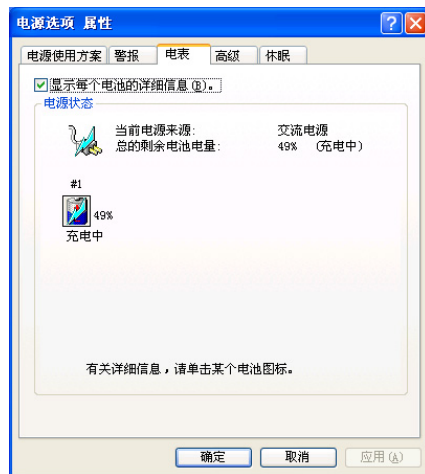 电源选项 属性
电源使用方案 警报 电表 高级 休眠
显示每个电池的详细信息(B)。
电源状态
当前电源来源: 交流电源
总的剩余电池电量: 49% (充电中)
#1
49%
充电中
有关详细信息，请单击某个电池图标。
确定 取消 应用(A)